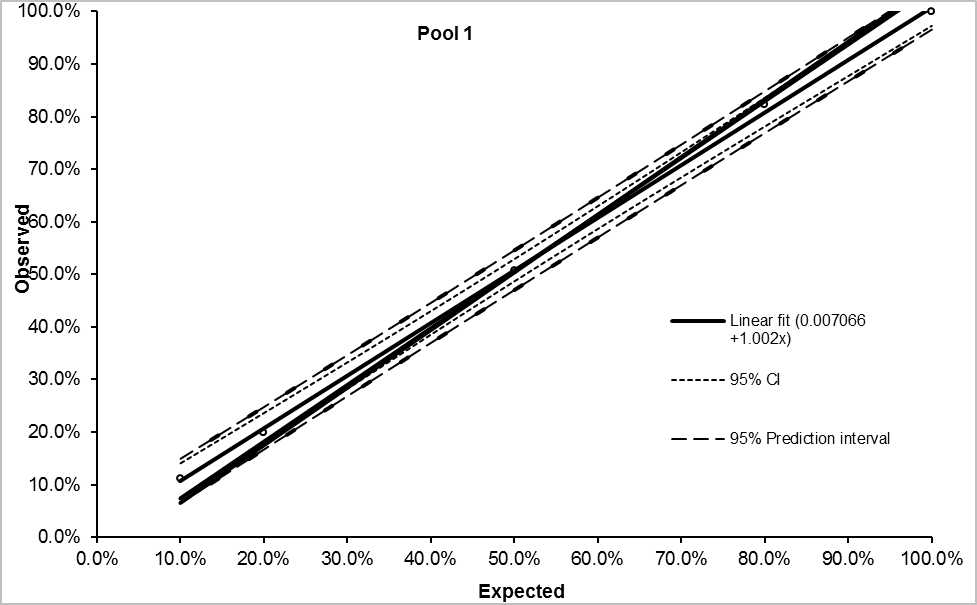 Pool 1
100.0%
90.0%
80.0%
70.0%
60.0%
50.0%
40.0%
30.0%
20.0%
10.0%
0.0%
Observed
Linear fit (0.007066
+1.002x)
95% CI
95% Prediction interval
0.0% 10.0% 20.0% 30.0% 40.0% 50.0% 60.0% 70.0% 80.0% 90.0% 100.0%
Expected